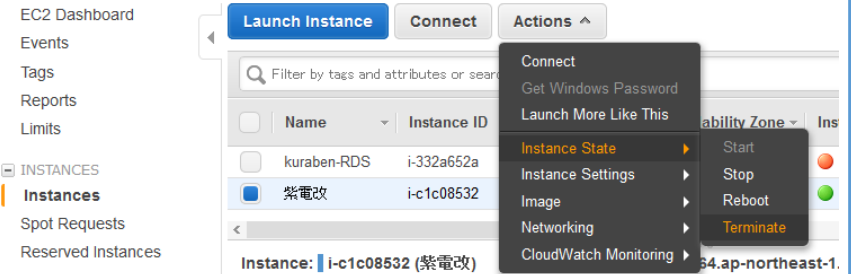 EC2 Dashboard
Events
Tags
Reports
Limits
INSTANCES
Instances
Spot Requests
Reserved Instances
Launch Instance Connect Actions
Filter by tags and attributes or
Name Instance ID Zone
kuraben-RDS i-332a652a
紫電改 i-c1c08532
Connect
Get Windows Password
Launch More Like This
Instance State
Instance Settings
Image
Networking
CloudWatch Monitoring
Start
Stop
Reboot
Terminate
Instance: i-c1c08532 (紫電改) 64.ap-northeast-1.